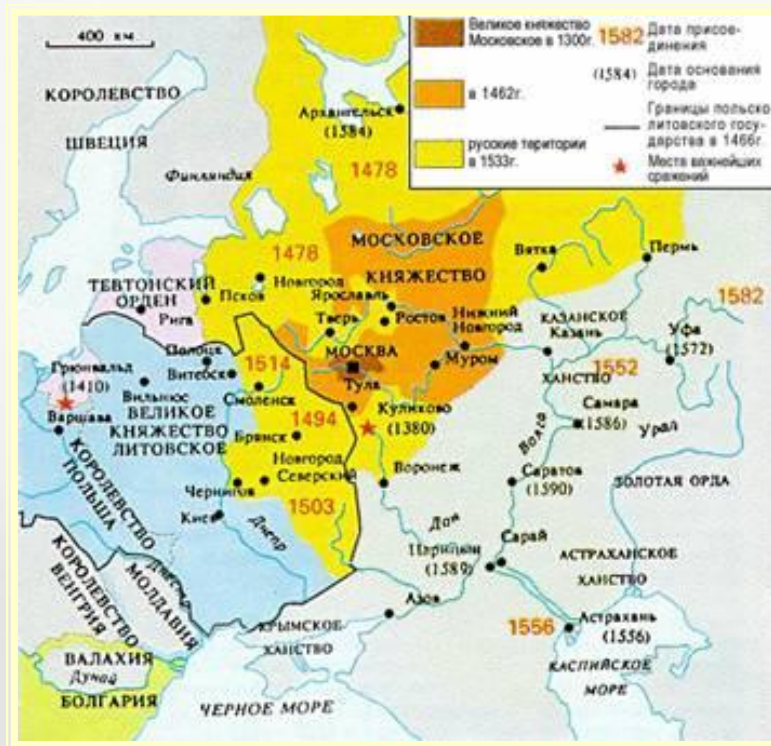 400 км
Великое княжество
Московское в 1300г.
в 1462г.
русские територии
в 1533г.
1582 Дата присое-
динения
(1584) Дата основания
города
Границы польско
литовского госу-
дарства в 1466г.
Места важнейших
сражений
КОРОЛЕВСТВО
ШВЕЦИЯ
Финляндия
Архангельск
(1584)
1478
1478
МОСКОВСКОЕ
КНЯЖЕСТВО
Вятка
Пермь
1582
ТЕВТОНСКИЙ
ОРДЕН
Рига
Псков
Новгород
Ярославль
Тверь
Ростов
Нижний
Новгород
КАЗАНСКОЕ
Казань
ХАНСТВО
1552
Уфа
(1572)
Грюнвальд
(1410)
Полоцк
Витебск
1514
МОСКВА
Муром
Вильнюс
Смоленск
Тула
Варшава
ВЕЛИКОЕ
КНЯЖЕСТВО
ЛИТОВСКОЕ
1494
Куликово
(1380)
Самара
(1586)
Урал
Волга
Брянск
КОРОЛЕВСТВО
ПОЛЬША
Новгород
Северский
Воронеж
Саратов
(1590)
ЗОЛОТАЯ ОРДА
Чернигов
1503
Киев
Днепр
Дон
Царицын
(1589)
Сарай
АСТРАХАНСКОЕ
ХАНСТВО
КОРОЛЕВСТВО
ВЕНГРИЯ
МОЛДАВИЯ
Азов
КРЫМСКОЕ
ХАНСТВО
1556
Астрахань
(1556)
ВАЛАХИЯ
Дунай
БОЛГАРИЯ
ЧЕРНОЕ МОРЕ
КАСПИЙСКОЕ
МОРЕ